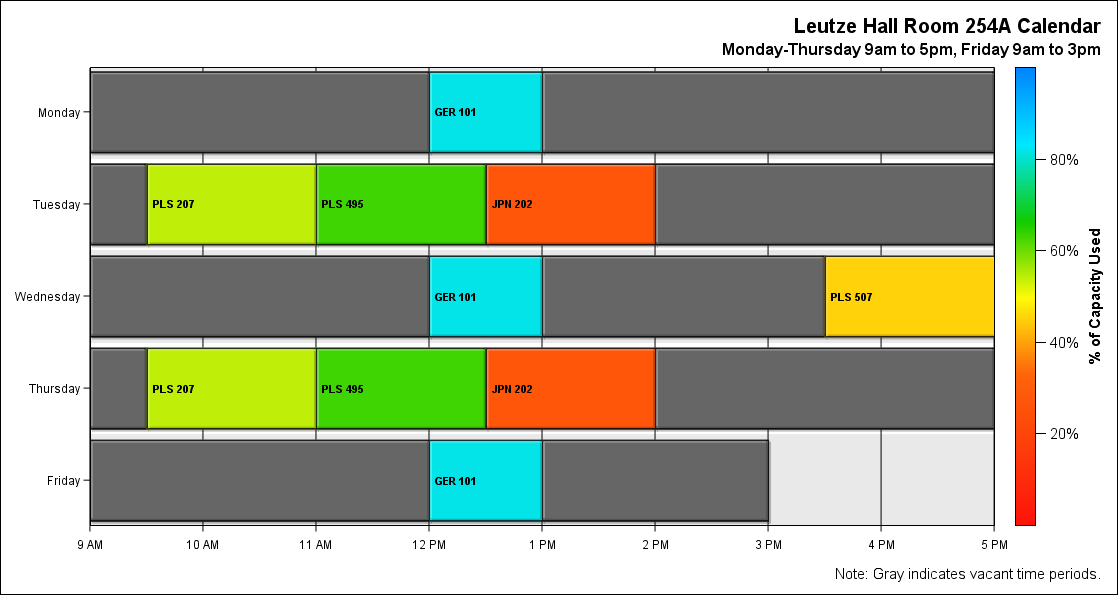 Leutze Hall Room 254A Calendar
Monday-Thursday 9am to 5pm, Friday 9am to 3pm
Monday
GER 101
Tuesday
PLS 207
PLS 495
JPN 202
Wednesday
GER 101
PLS 507
Thursday
PLS 207
PLS 495
JPN 202
Friday
GER 101
9 AM
10 AM
11 AM
12 PM
1 PM
2 PM
3 PM
4 PM
5 PM
80%
60%
40%
20%
% of Capacity Used
Note: Gray indicates vacant time periods.